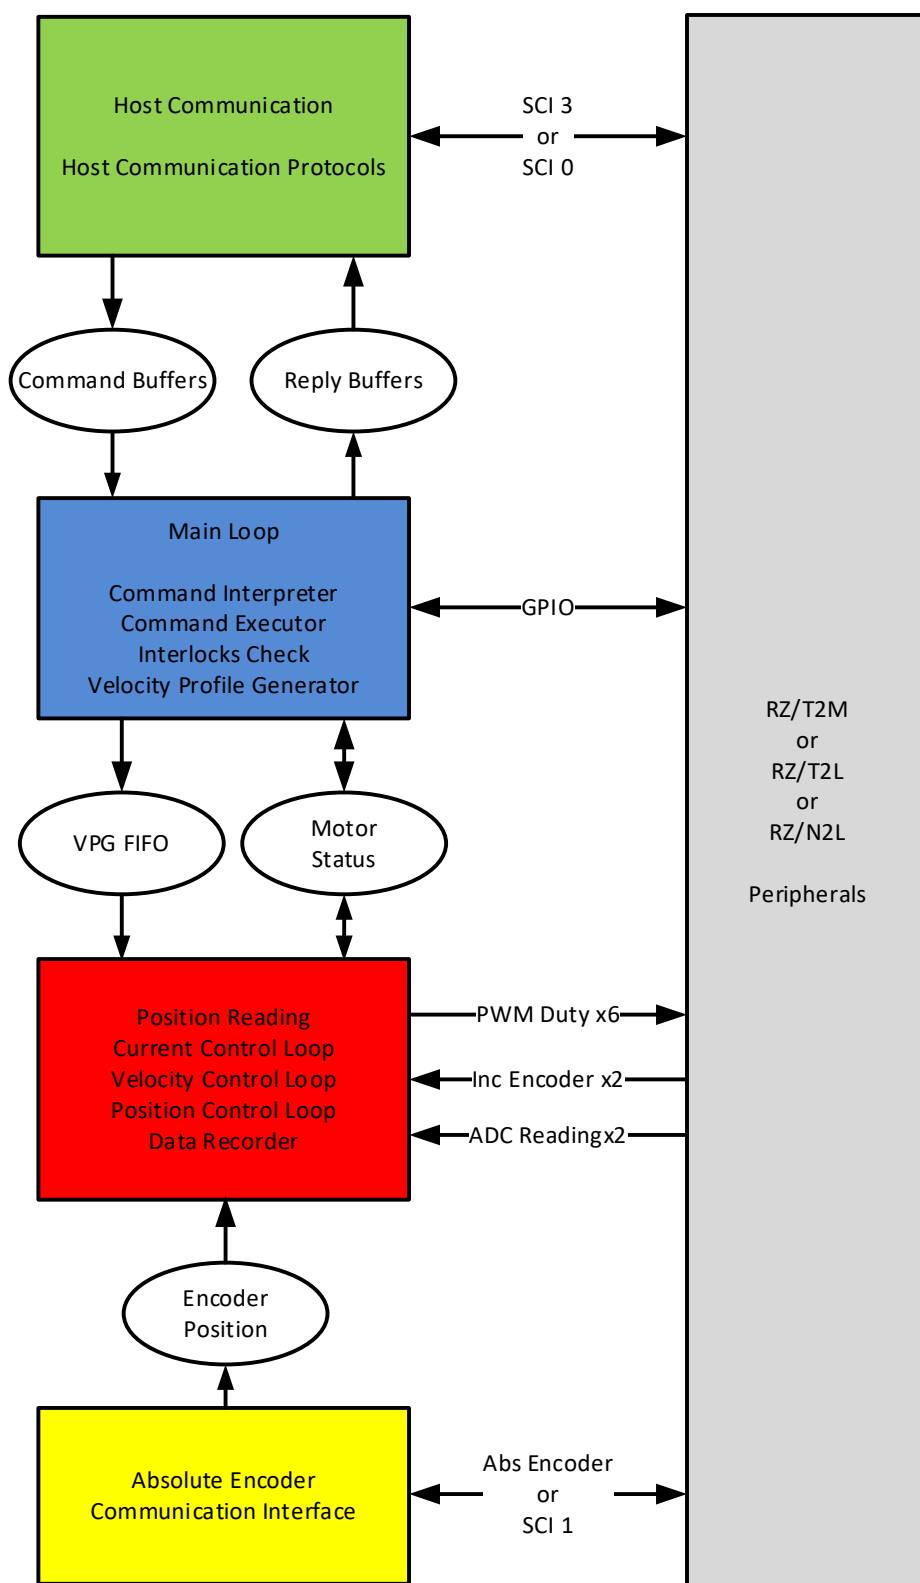 Host Communication
Host Communication Protocols
SCI 3
or
SCI 0
Command Buffers
Reply Buffers
Main Loop
Command Interpreter
Command Executor
Interlocks Check
Velocity Profile Generator
GPIO
VPG FIFO
Motor
Status
RZ/T2M
or
RZ/T2L
or
RZ/N2L
Peripherals
Position Reading
Current Control Loop
Velocity Control Loop
Position Control Loop
Data Recorder
PWM Duty x6
Inc Encoder x2
ADC Readingx2
Encoder
Position
Absolute Encoder
Communication Interface
Abs Encoder
or
SCI 1